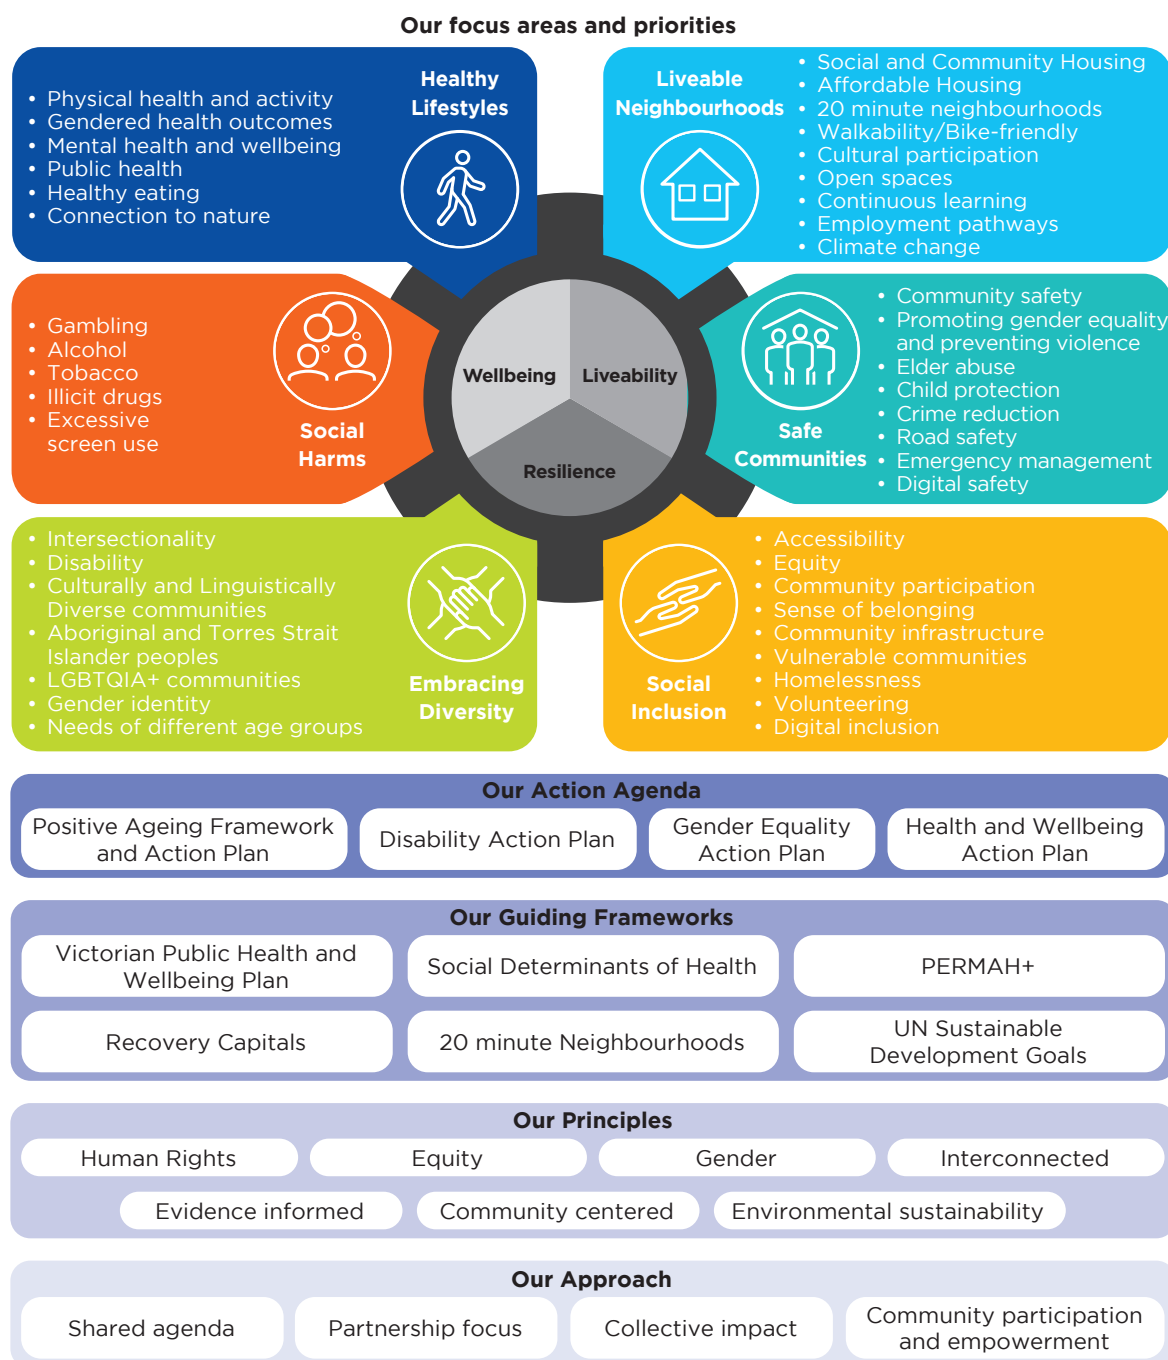 Our focus areas and priorities
Healthy
Lifestyles
• Physical health and activity
• Gendered health outcomes
• Mental health and wellbeing
• Public health
• Healthy eating
• Connection to nature
Liveable
Neighbourhoods
• Social and Community Housing
• Affordable Housing
• 20 minute neighbourhoods
• Walkability/Bike-friendly
• Cultural participation
• Open spaces
• Continuous learning
• Employment pathways
• Climate change
• Gambling
• Alcohol
• Tobacco
• Illicit drugs
• Excessive
screen use
Social
Harms
Wellbeing
Liveability
Resilience
Safe
Communities
• Community safety
• Promoting gender equality
and preventing violence
• Elder abuse
• Child protection
• Crime reduction
• Road safety
• Emergency management
• Digital safety
• Intersectionality
• Disability
• Culturally and Linguistically
Diverse communities
• Aboriginal and Torres Strait
Islander peoples
• LGBTQIA+ communities
• Gender identity
• Needs of different age groups
Embracing
Diversity
Social
Inclusion
• Accessibility
• Equity
• Community participation
• Sense of belonging
• Community infrastructure
• Vulnerable communities
• Homelessness
• Volunteering
• Digital inclusion
Our Action Agenda
Positive Ageing Framework
and Action Plan
Disability Action Plan
Gender Equality
Action Plan
Health and Wellbeing
Action Plan
Our Guiding Frameworks
Victorian Public Health and
Wellbeing Plan
Social Determinants of Health
PERMAH+
Recovery Capitals
20 minute Neighbourhoods
UN Sustainable
Development Goals
Our Principles
Human Rights
Equity
Gender
Interconnected
Evidence informed
Community centered
Environmental sustainability
Our Approach
Shared agenda
Partnership focus
Collective impact
Community participation
and empowerment